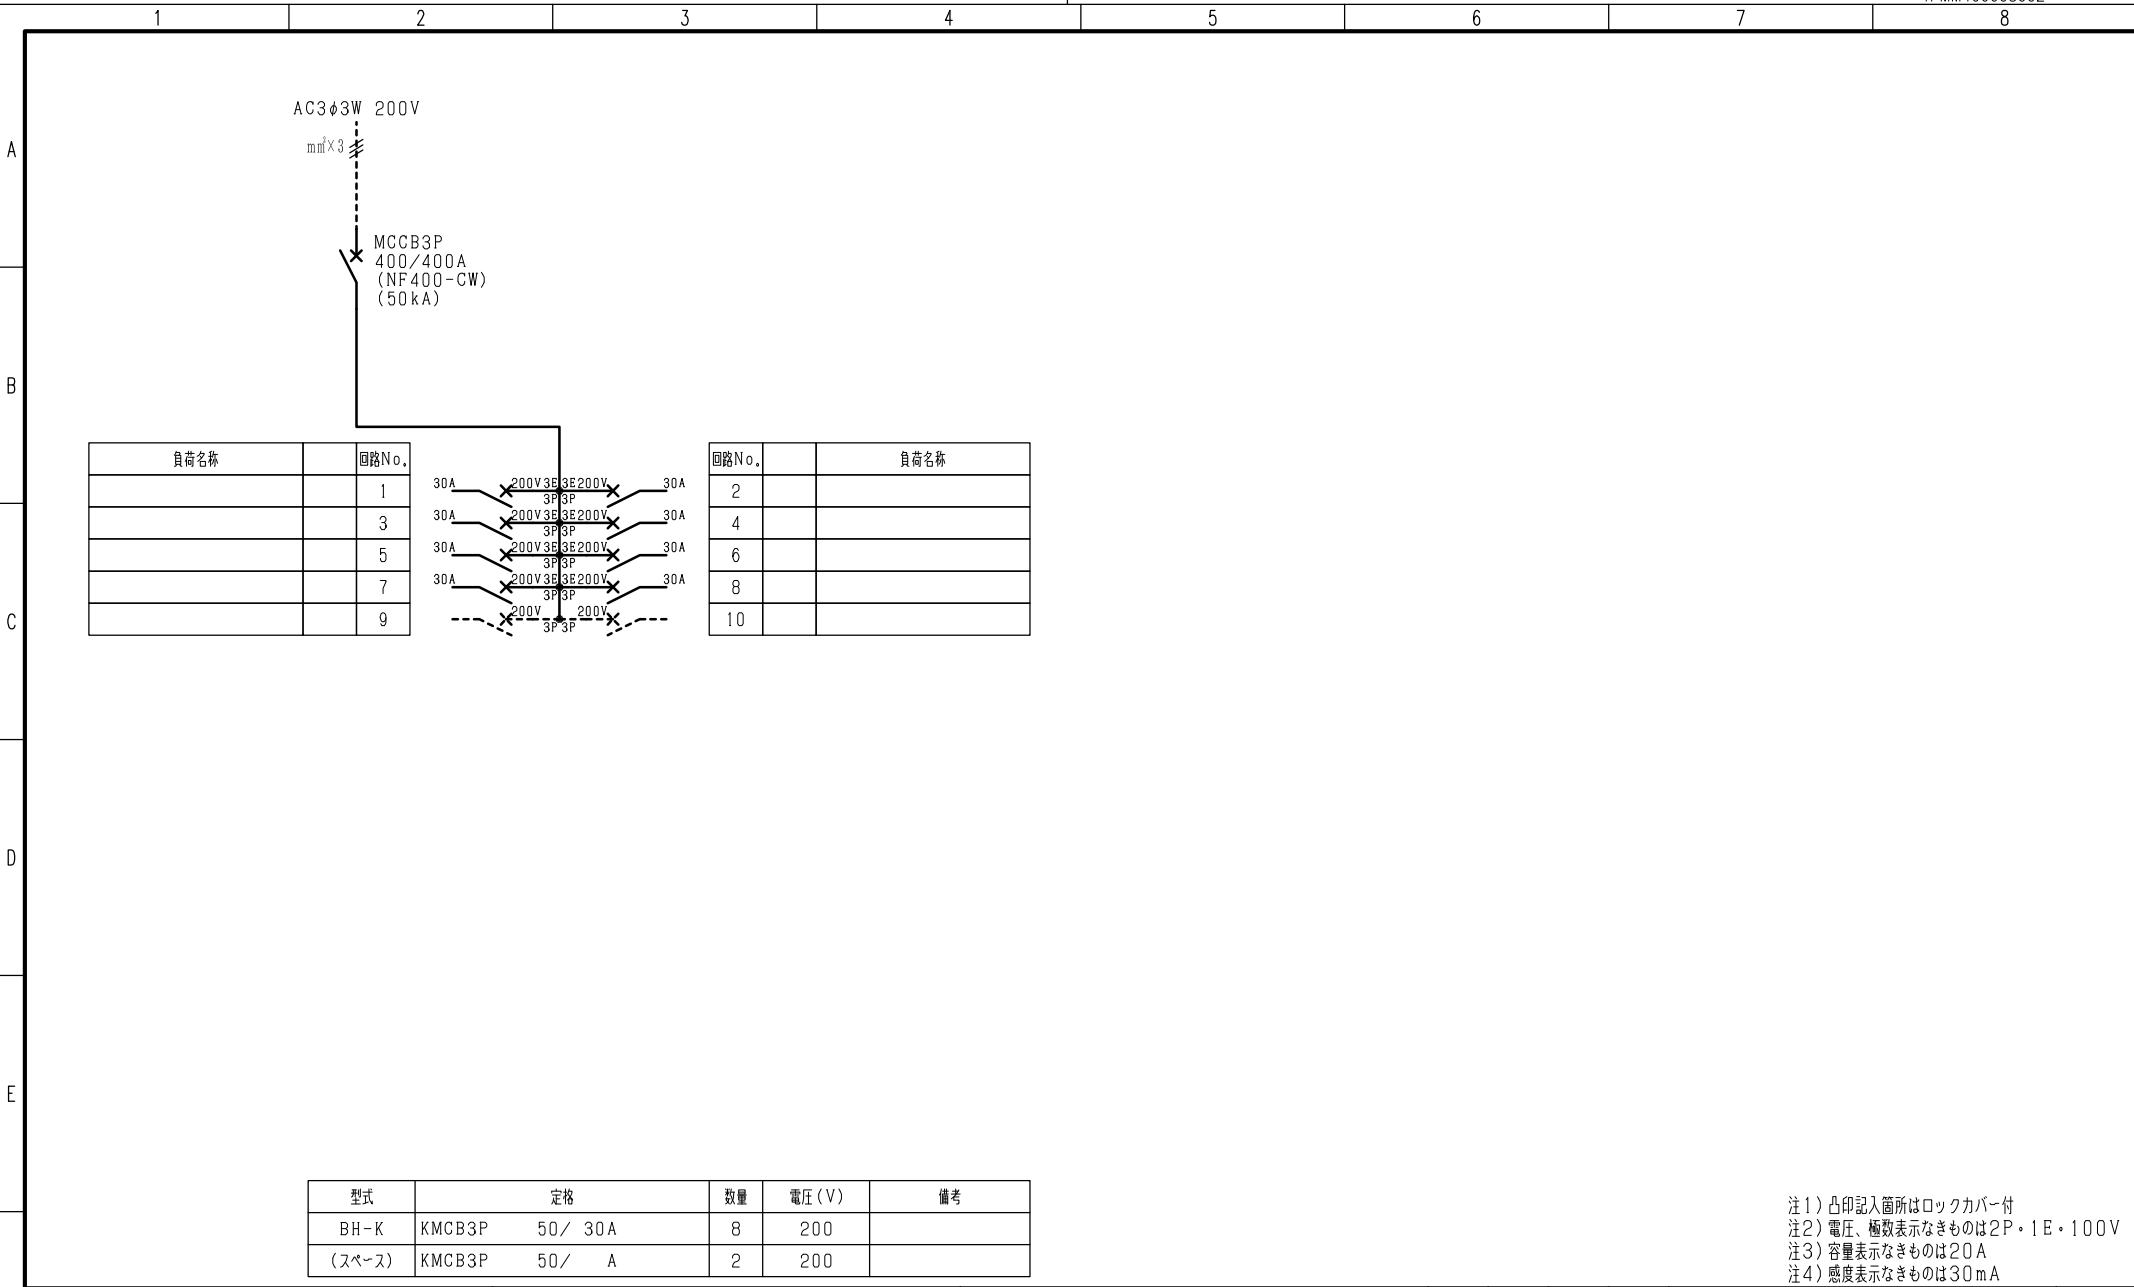 1 2 3 4 5 6 7 8
A
B
C
D
E
AC3φ3W 200V
m㎡×3
MCCB3P
400/400A
(NF400-CW)
(50kA)
負荷名称 回路No. 回路No. 負荷名称
1 30A 200V 3E 3E 200V 30A 2
3P 3P
3 30A 200V 3E 3E 200V 30A 4
3P 3P
5 30A 200V 3E 3E 200V 30A 6
3P 3P
7 30A 200V 3E 3E 200V 30A 8
3P 3P
9 200V 200V 10
3P 3P
型式 定格 数量 電圧(V) 備考
BH-K KMCB3P 50/ 30A 8 200
(スペース) KMCB3P 50/ A 2 200
注1)凸印記入箇所はロックカバー付
注2)電圧、極数表示なきものは2P・1E・100V
注3)容量表示なきものは20A
注4)感度表示なきものは30mA